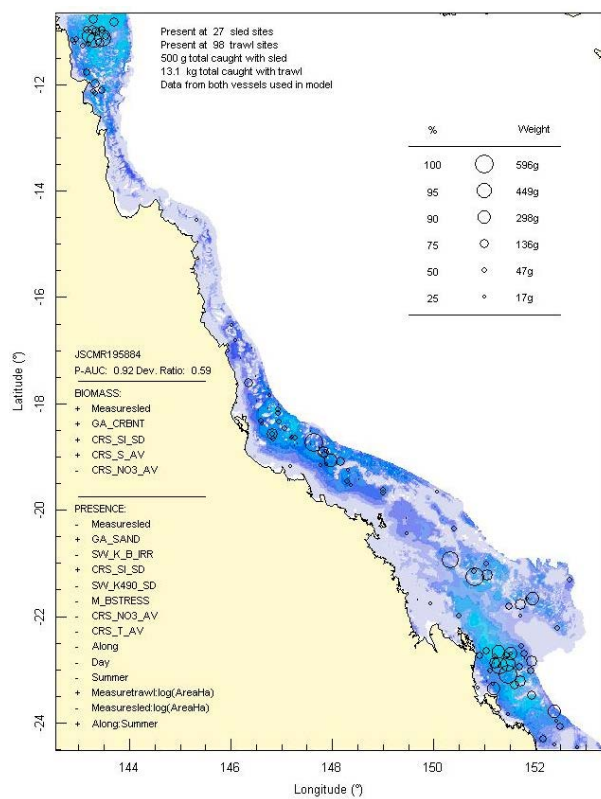 Present at 27 sled sites
Present at 98 trawl sites
500 g total caught with sled
13.1 kg total caught with trawl
Data from both vessels used in model
% Weight
100 596g
95 449g
90 298g
75 136g
50 47g
25 17g
JSCMR195884
P-AUC: 0.92 Dev. Ratio: 0.59
BIOMASS:
+ Measuresled
+ GA_CRBNT
+ CRS_SI_SD
+ CRS_S_AV
- CRS_NO3_AV
PRESENCE:
- Measuresled
+ GA_SAND
- SW_K_B_IRR
+ CRS_SI_SD
- SW_K490_SD
- M_BSTRESS
- CRS_NO3_AV
- CRS_T_AV
- Along
- Day
- Summer
+ Measuretrawl:log(AreaHa)
- Measuresled:log(AreaHa)
+ Along:Summer
Latitude (°)
-12
-14
-16
-18
-20
-22
-24
144 146 148 150 152
Longitude (°)